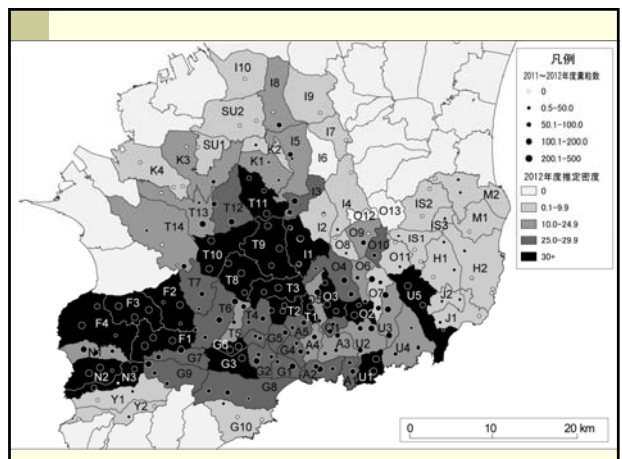 I10
I8
I9
SU2
SU1
K2
I5
I7
K3
K1
I6
K4
I3
T11
T12
T13
I4
O12
O13
IS2
M2
T14
I2
O9
IS3
M1
T9
O8
O10
IS1
T10
I1
O11
H1
T8
O4
O6
H2
T7
T3
O7
U5
F2
F3
O3
J2
T6
T4
T2
T1
O2
J1
F4
T5
U3
F1
G5
A5
U2
G6
G4
A4
A3
U4
N1
G7
G3
G2
G1
A2
U1
N2
N3
G9
G8
Y1
Y2
G10
凡例
2011~2012年度糞粒数
0
0.5-50.0
50.1-100.0
100.1-200.0
200.1-500
2012年度推定密度
0
0.1-9.9
10.0-24.9
25.0-29.9
30+
0 10 20 km